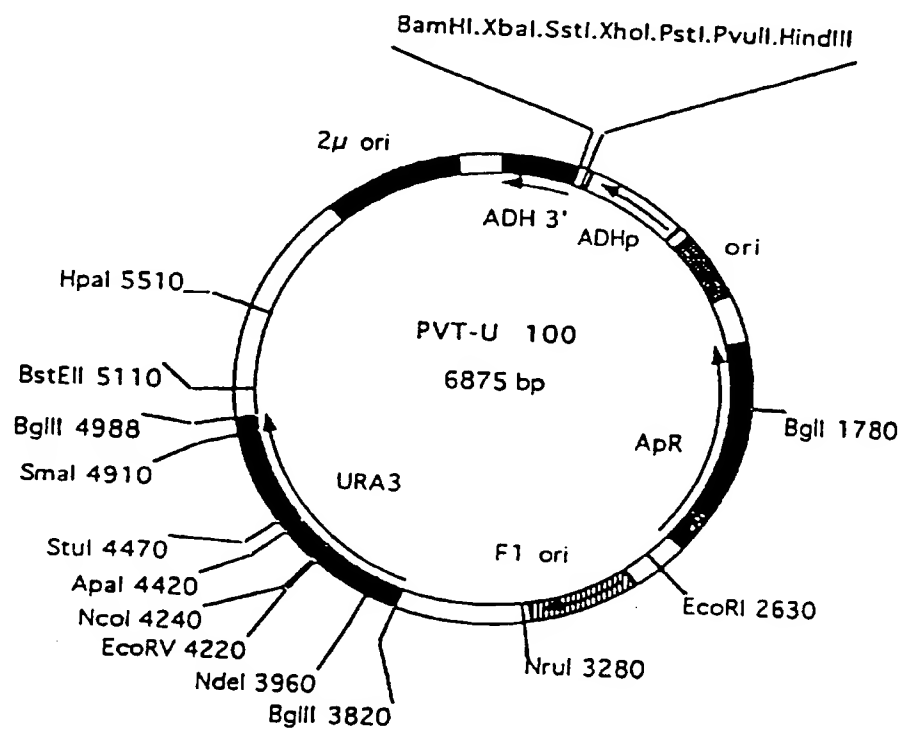 BamHI.XbaI.SstI.XhoI.PstI.PvuII.HindIII
2μ ori
ADH 3'
ADHp
ori
HpaI 5510
PVT-U 100
6875 bp
BstEII 5110
BglII 4988
SmaI 4910
BglI 1780
ApR
URA3
StuI 4470
ApaI 4420
NcoI 4240
EcoRV 4220
NdeI 3960
BglII 3820
F1 ori
EcoRI 2630
NruI 3280